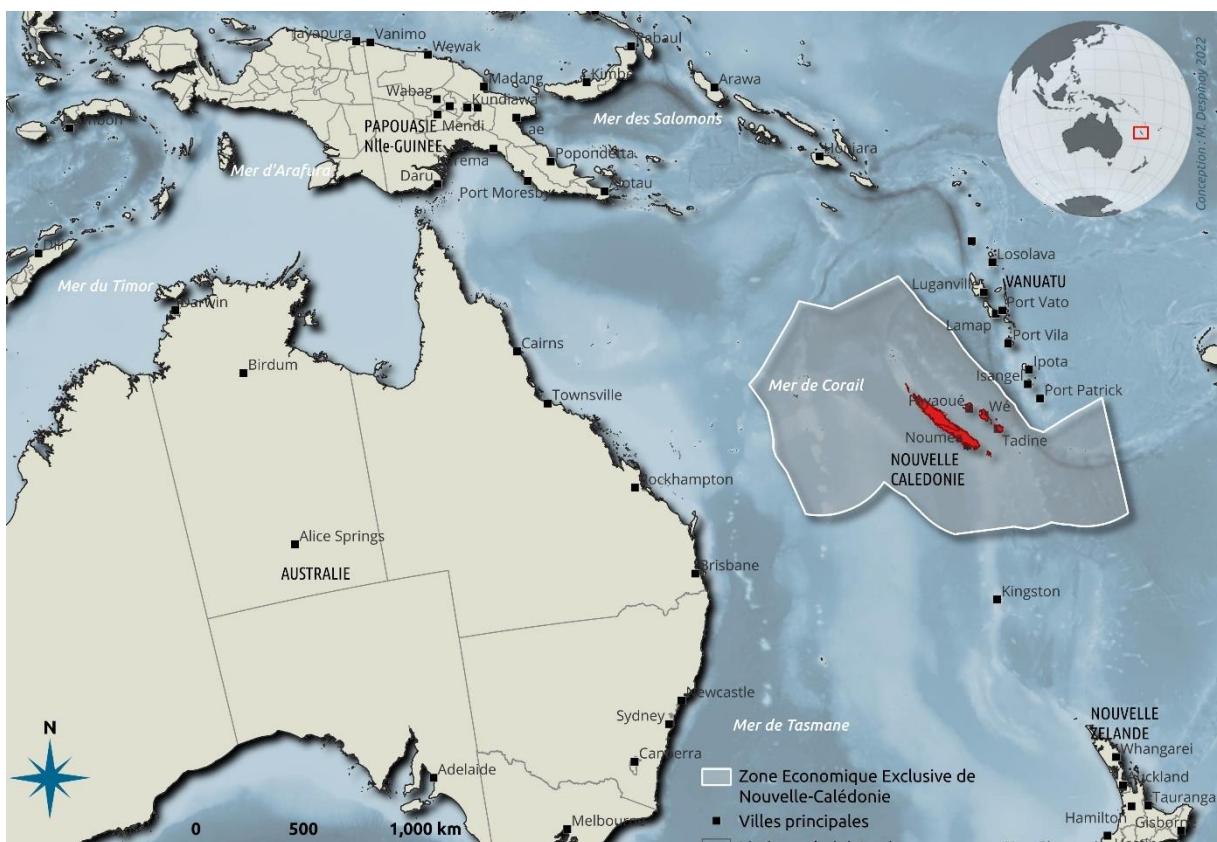 Jayapura
Vanimo
Wewak
Rabaul
Madang
Kimbe
Arawa
Wabag
Kundiawa
Mer des Salomons
PAPOUASIE
Nlle-GUINEE
Mendi
Lae
Kerema
Popondetta
Honiara
Mer d'Arafura
Daru
Port Moresby
Alotau
Conception : M. Despinoy 2022
Dili
Mer du Timor
Darwin
Losolava
Luganville
VANUATU
Port Vato
Lamap
Port Vila
Cairns
Birdum
Ipota
Isangel
Mer de Corail
Port Patrick
Townsville
Fayaoué
Wé
Nouméa
Tadine
NOUVELLE
CALEDONIE
Rockhampton
Alice Springs
AUSTRALIE
Brisbane
Kingston
Newcastle
Sydney
Mer de Tasmane
NOUVELLE
ZELANDE
N
Canberra
Whangarei
Adelaide
Auckland
Tauranga
Zone Economique Exclusive de
Nouvelle-Calédonie
Villes principales
0 500 1,000 km
Melbourne
Hamilton
Gisborne